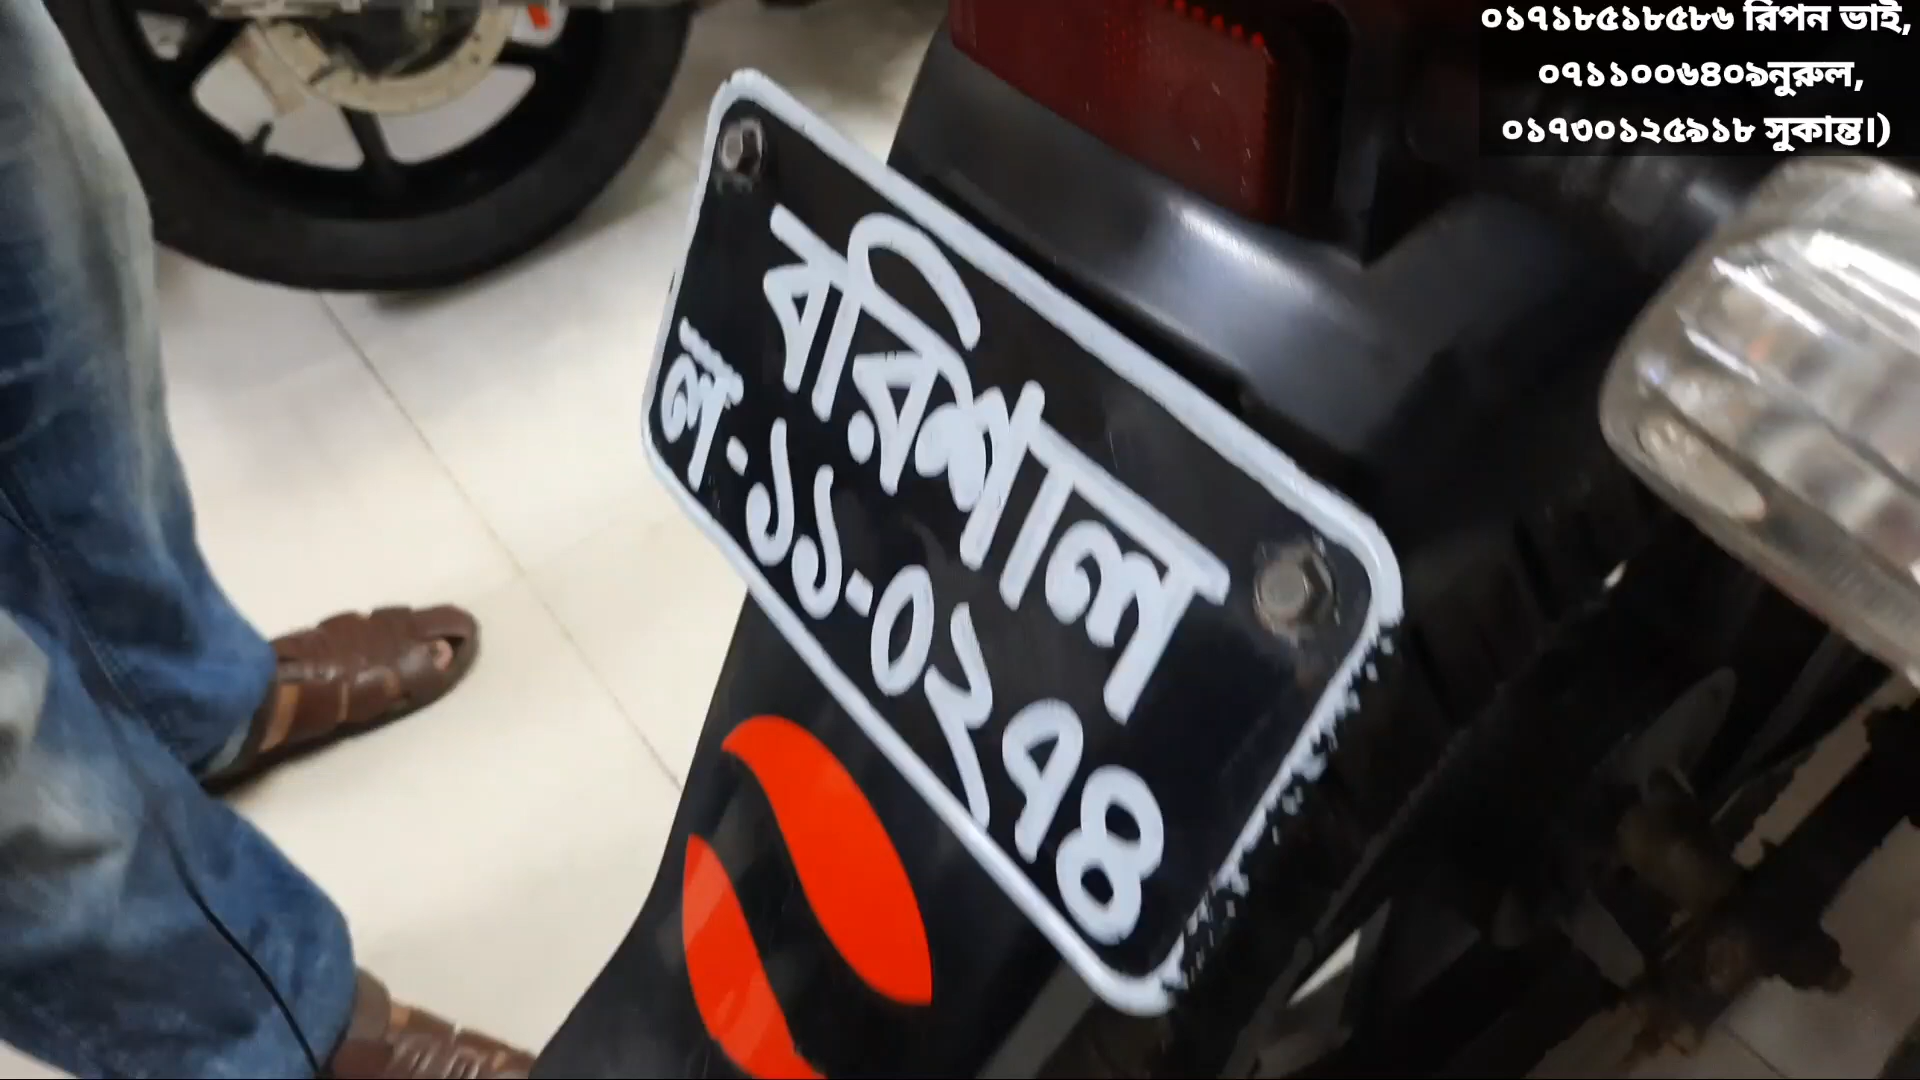 ০১৭১৮৫১৮৫৮৬ রিপন ভাই,
০৭১১০০৬৪০৯নুরুল,
০১৭৩০১২৫৯১৮ সুকান্ত।)
বরিশাল
ল-১১-০২৭৪